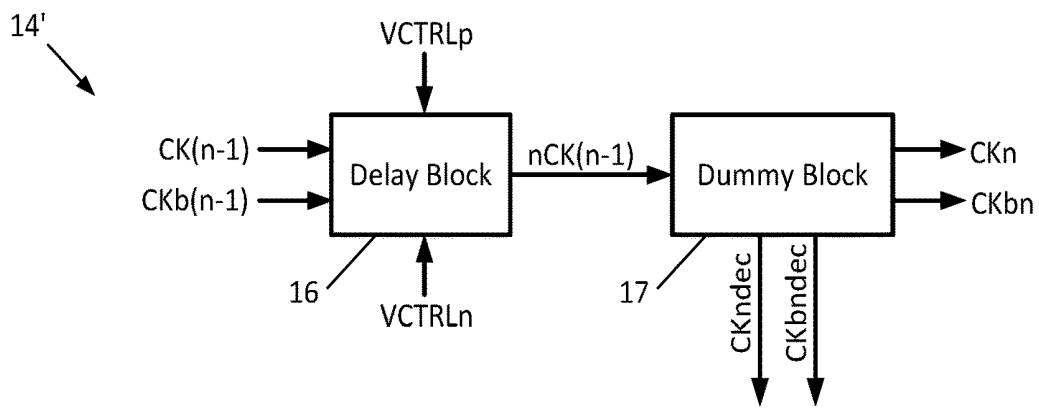 14'
VCTRLp
CK(n-1)
CKb(n-1)
Delay Block
nCK(n-1)
Dummy Block
CKn
CKbn
16
VCTRLn
17
CKndec
CKbndec